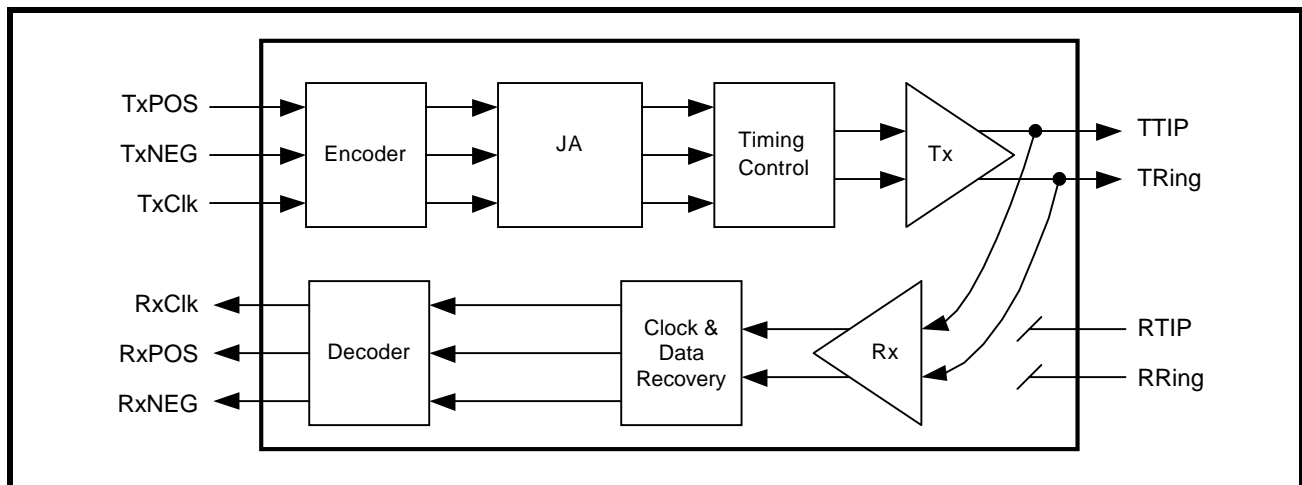 TxPOS
TxNEG
TxClk
Encoder
JA
Timing
Control
Tx
TTIP
TRing
RxClk
RxPOS
RxNEG
Decoder
Clock &
Data
Recovery
Rx
RTIP
RRing